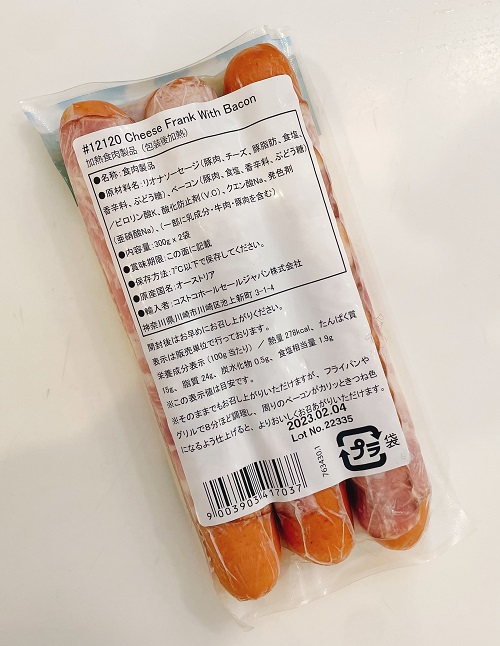 #12120 Cheese Frank With Bacon
加熱食肉製品（包装後加熱）
●名称:食肉製品
●原材料名:リオナソーセージ（豚肉、チーズ、豚脂肪、食塩、
香辛料、ぶどう糖）、ベーコン（豚肉、食塩、香辛料、ぶどう糖）
/ピロリン酸K、酸化防止剤(V.C)、クエン酸Na、発色剤
（亜硝酸Na）、（一部に乳成分・牛肉・豚肉を含む）
●内容量:300g x 2袋
●賞味期限:この面に記載
●保存方法:7℃以下で保存してください。
●原産国名:オーストリア
●輸入者:コストコホールセールジャパン株式会社
神奈川県川崎市川崎区池上新町 3-1-4
開封後はお早めにお召し上がりください。
表示は販売単位で行っております。
栄養成分表示（100g 当たり）/ 熱量 278kcal、たんぱく質
15g、脂質 24g、炭水化物 0.5g、食塩相当量 1.9g
※この表示値は目安です。
※そのままでもお召し上がりいただけますが、フライパンや
グリルで8分ほど調理し、周りのベーコンがカリッときつね色
になるよう仕上げると、よりおいしくお召あがりいただけます。
2023.02.04
Lot No.22335
763430.1
プラ
袋
9003903417037